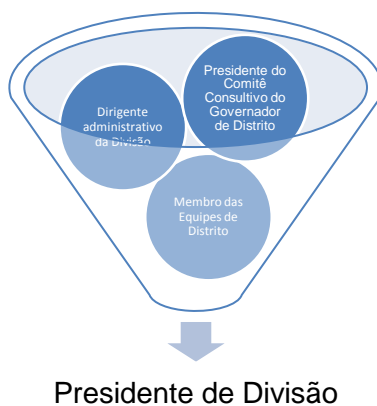 Presidente do
Comitê
Consultivo do
Governador
de Distrito
Dirigente
administrativo
da Divisão
Membro das
Equipes de
Distrito
Presidente de Divisão